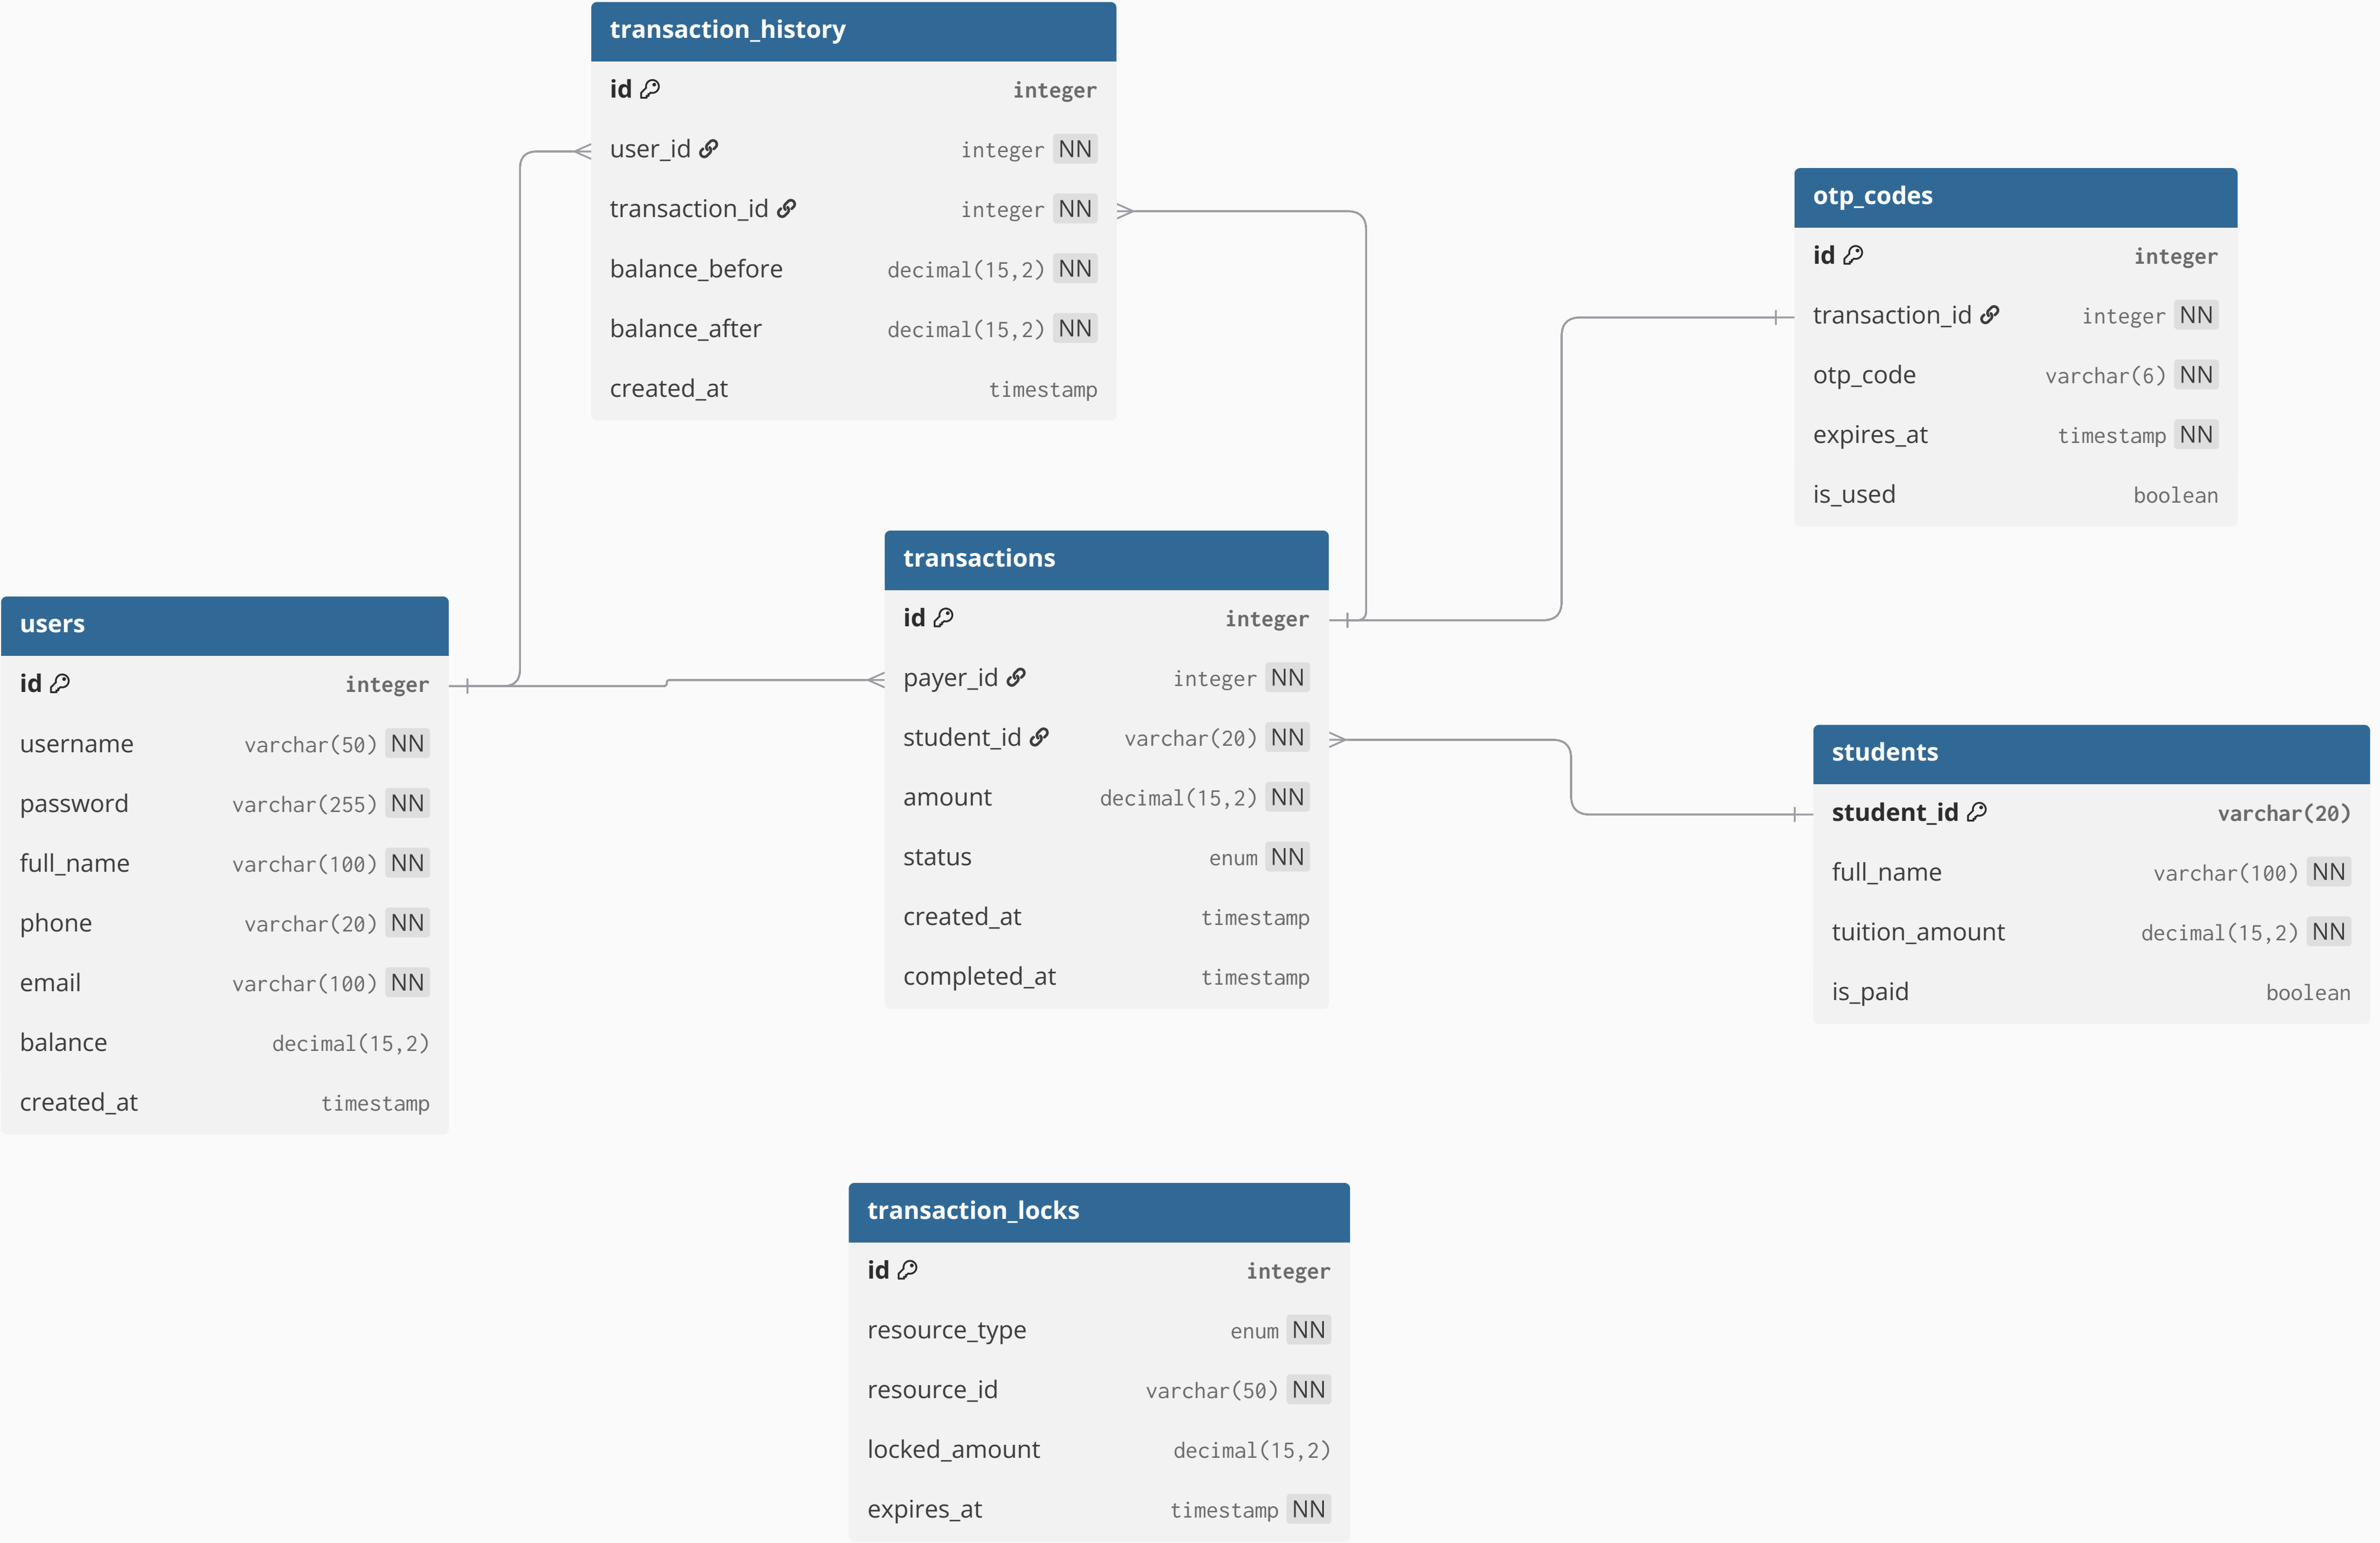 transaction_history
id integer
user_id integer NN
transaction_id integer NN
balance_before decimal(15,2) NN
balance_after decimal(15,2) NN
created_at timestamp
otp_codes
id integer
transaction_id integer NN
otp_code varchar(6) NN
expires_at timestamp NN
is_used boolean
transactions
id integer
payer_id integer NN
student_id varchar(20) NN
amount decimal(15,2) NN
status enum NN
created_at timestamp
completed_at timestamp
users
id integer
username varchar(50) NN
password varchar(255) NN
full_name varchar(100) NN
phone varchar(20) NN
email varchar(100) NN
balance decimal(15,2)
created_at timestamp
students
student_id varchar(20)
full_name varchar(100) NN
tuition_amount decimal(15,2) NN
is_paid boolean
transaction_locks
id integer
resource_type enum NN
resource_id varchar(50) NN
locked_amount decimal(15,2)
expires_at timestamp NN